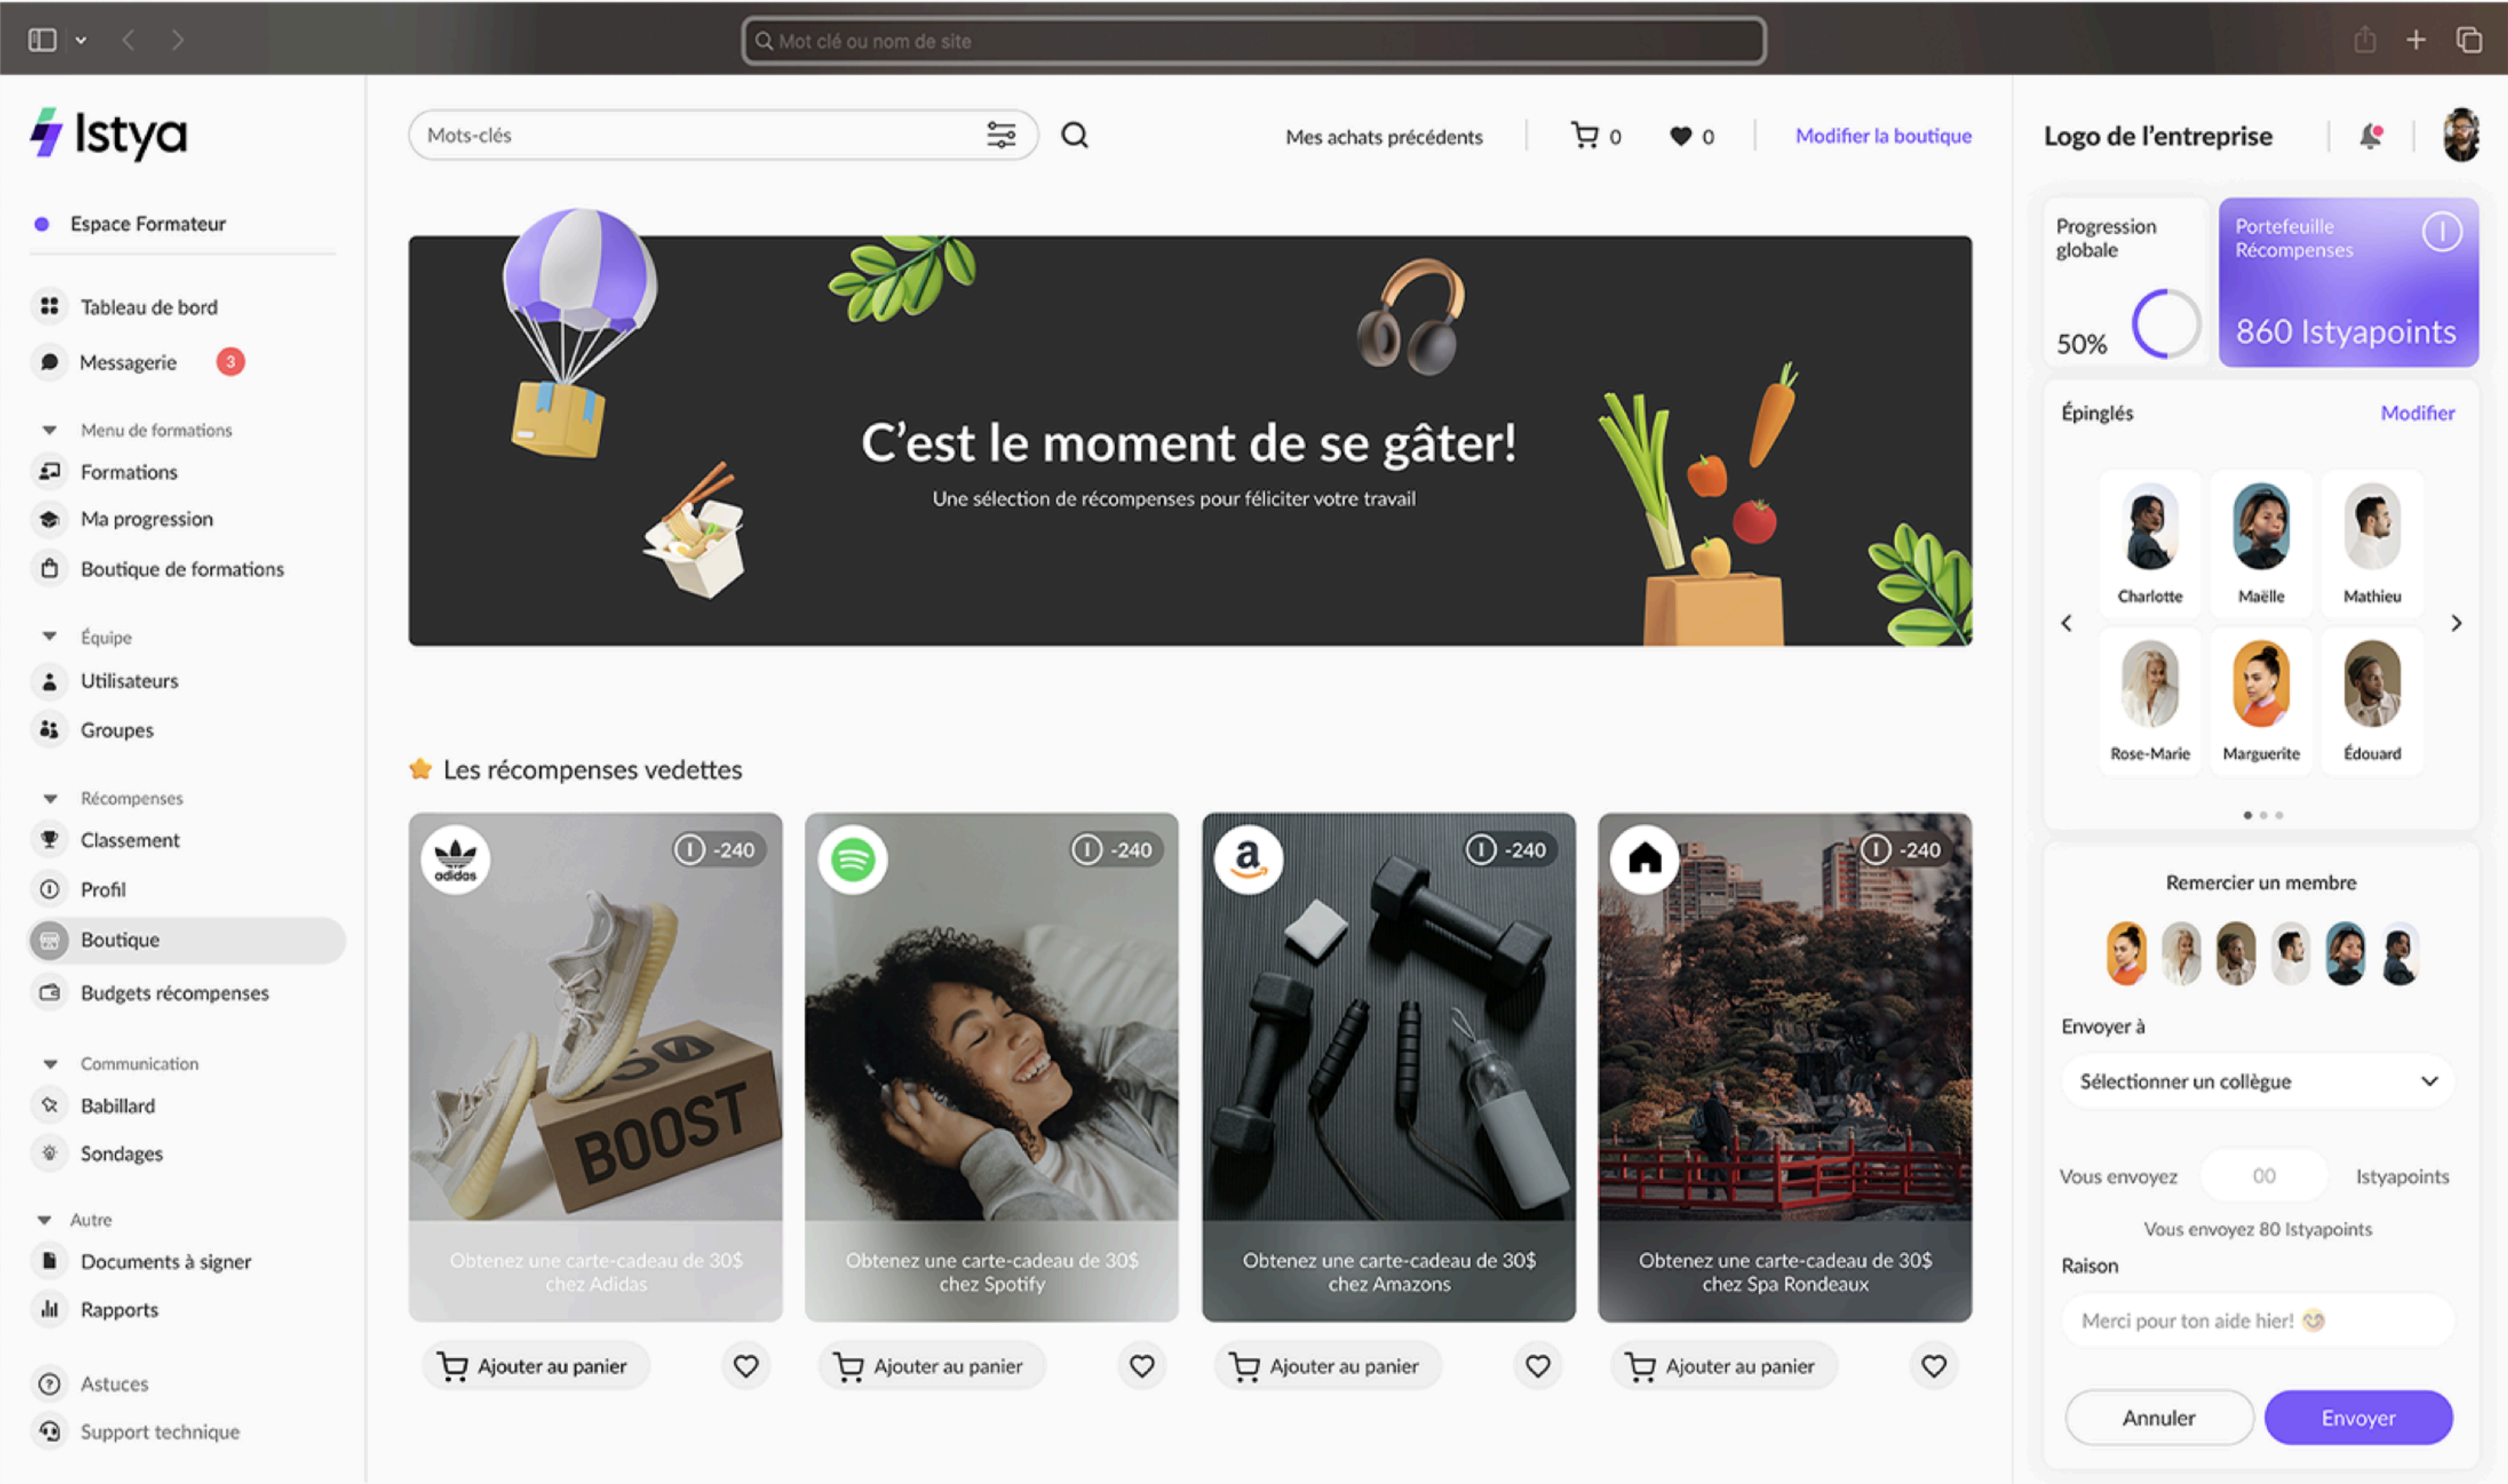 Mot clé ou nom de site
Istya
Espace Formateur
Tableau de bord
Messagerie 3
Menu de formations
Formations
Ma progression
Boutique de formations
Équipe
Utilisateurs
Groupes
Récompenses
Classement
Profil
Boutique
Budgets récompenses
Communication
Babillard
Sondages
Autre
Documents à signer
Rapports
Astuces
Support technique
Mots-clés
Mes achats précédents
0
0
Modifier la boutique
C’est le moment de se gâter!
Une sélection de récompenses pour féliciter votre travail
Les récompenses vedettes
adidas
-240
350
BOOST
Obtenez une carte-cadeau de 30$
chez Adidas
Ajouter au panier
-240
Obtenez une carte-cadeau de 30$
chez Spotify
Ajouter au panier
a
-240
Obtenez une carte-cadeau de 30$
chez Amazons
Ajouter au panier
-240
Obtenez une carte-cadeau de 30$
chez Spa Rondeaux
Ajouter au panier
Logo de l’entreprise
Progression
globale
50%
Portefeuille
Récompenses
860 Istyapoints
Épinglés
Modifier
Charlotte
Maëlle
Mathieu
Rose-Marie
Marguerite
Édouard
Remercier un membre
Envoyer à
Sélectionner un collègue
Vous envoyez 00 Istyapoints
Vous envoyez 80 Istyapoints
Raison
Merci pour ton aide hier! 😊
Annuler
Envoyer